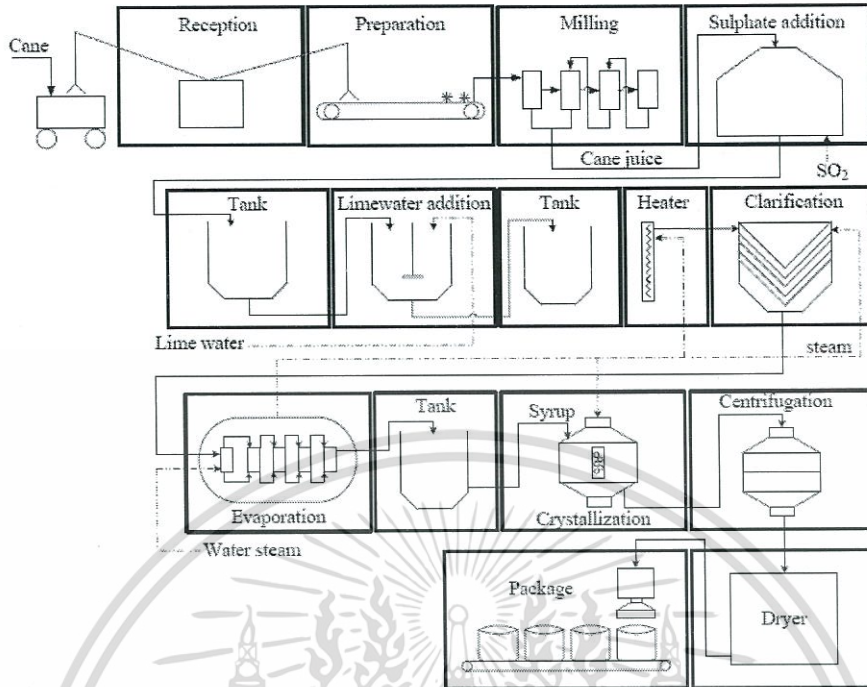 Cane
Reception
Preparation
Milling
Sulphate addition
Cane juice
SO₂
Tank
Limewater addition
Tank
Heater
Clarification
Lime water
steam
Tank
Syrup
Centrifugation
Evaporation
Crystallization
Water steam
Package
Dryer